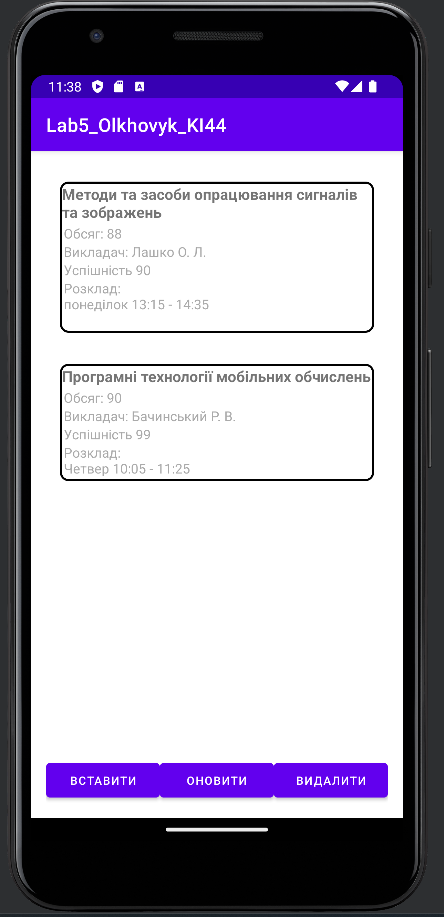 11:38
Lab5_Olkhovyk_KI44
Методи та засоби опрацювання сигналів
та зображень
Обсяг: 88
Викладач: Лашко О. Л.
Успішність 90
Розклад:
понеділок 13:15 - 14:35
Програмні технології мобільних обчислень
Обсяг: 90
Викладач: Бачинський Р. В.
Успішність 99
Розклад:
Четвер 10:05 - 11:25
ВСТАВИТИ ОНОВИТИ ВИДАЛИТИ